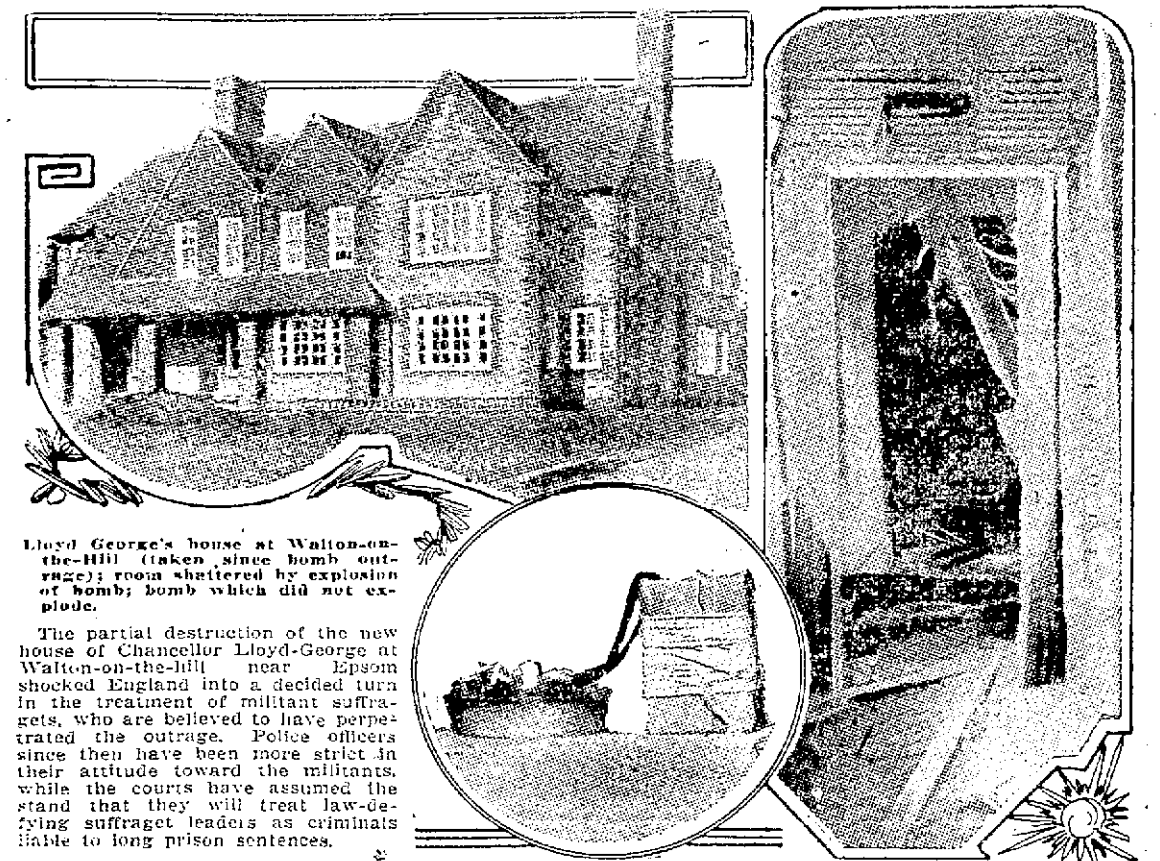 Lloyd George's house at Walton-on-
the-Hill (taken since bomb out-
rage); room shattered by explosion
of bomb; bomb which did not ex-
plode.
The partial destruction of the new
house of Chancellor Lloyd-George at
Walton-on-the-hill near Epsom
shocked England into a decided turn
in the treatment of militant suffra-
gets, who are believed to have perpe-
trated the outrage. Police officers
since then have been more strict in
their attitude toward the militants,
while the courts have assumed the
stand that they will treat law-de-
fying suffraget leaders as criminals
liable to long prison sentences.